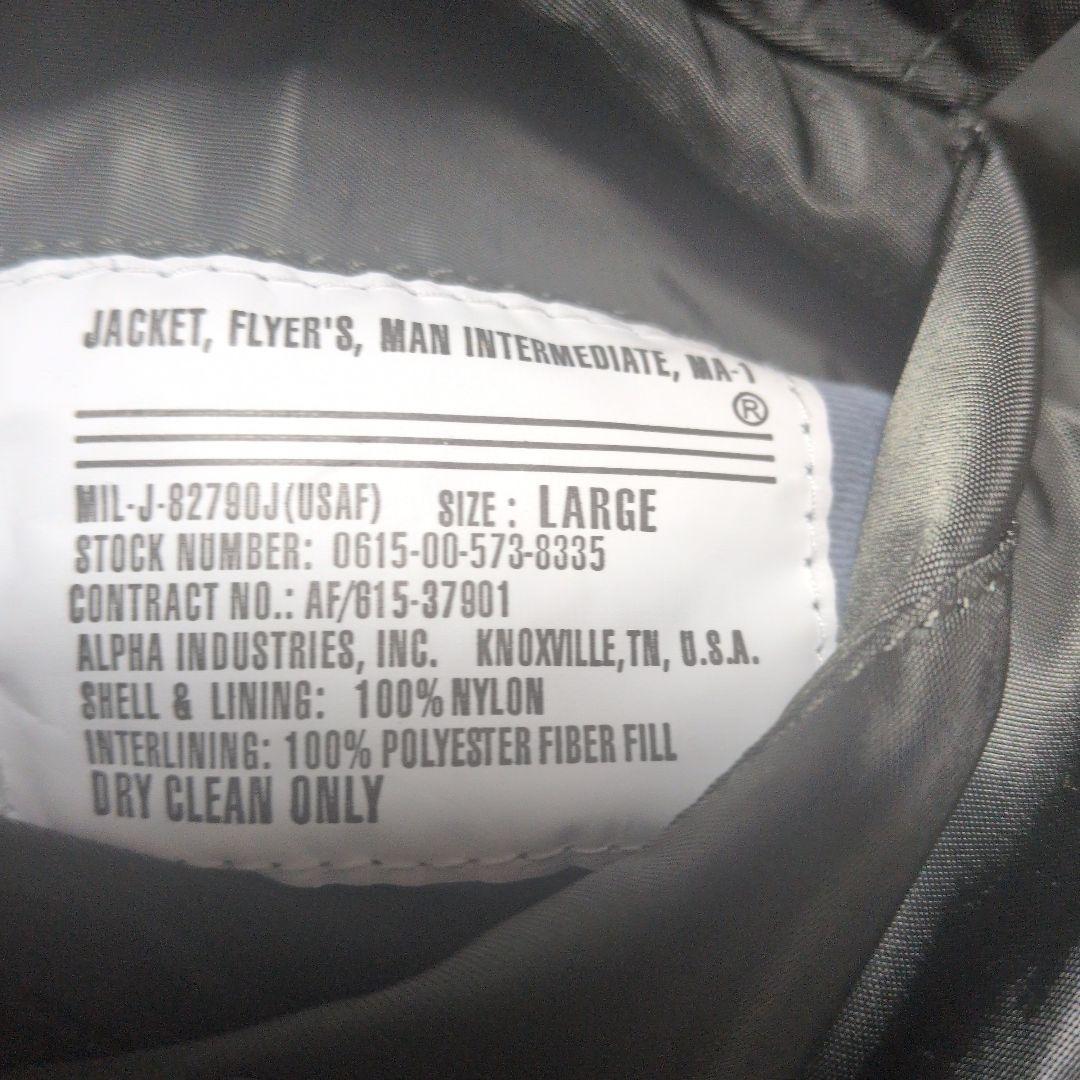 JACKET, FLYER'S, MAN INTERMEDIATE, MA-1
®
MIL-J-82790J(USAF) SIZE: LARGE
STOCK NUMBER: 0615-00-573-8335
CONTRACT NO.: AF/615-37901
ALPHA INDUSTRIES, INC. KNOXVILLE,TN, U.S.A.
SHELL & LINING: 100% NYLON
INTERLINING: 100% POLYESTER FIBER FILL
DRY CLEAN ONLY